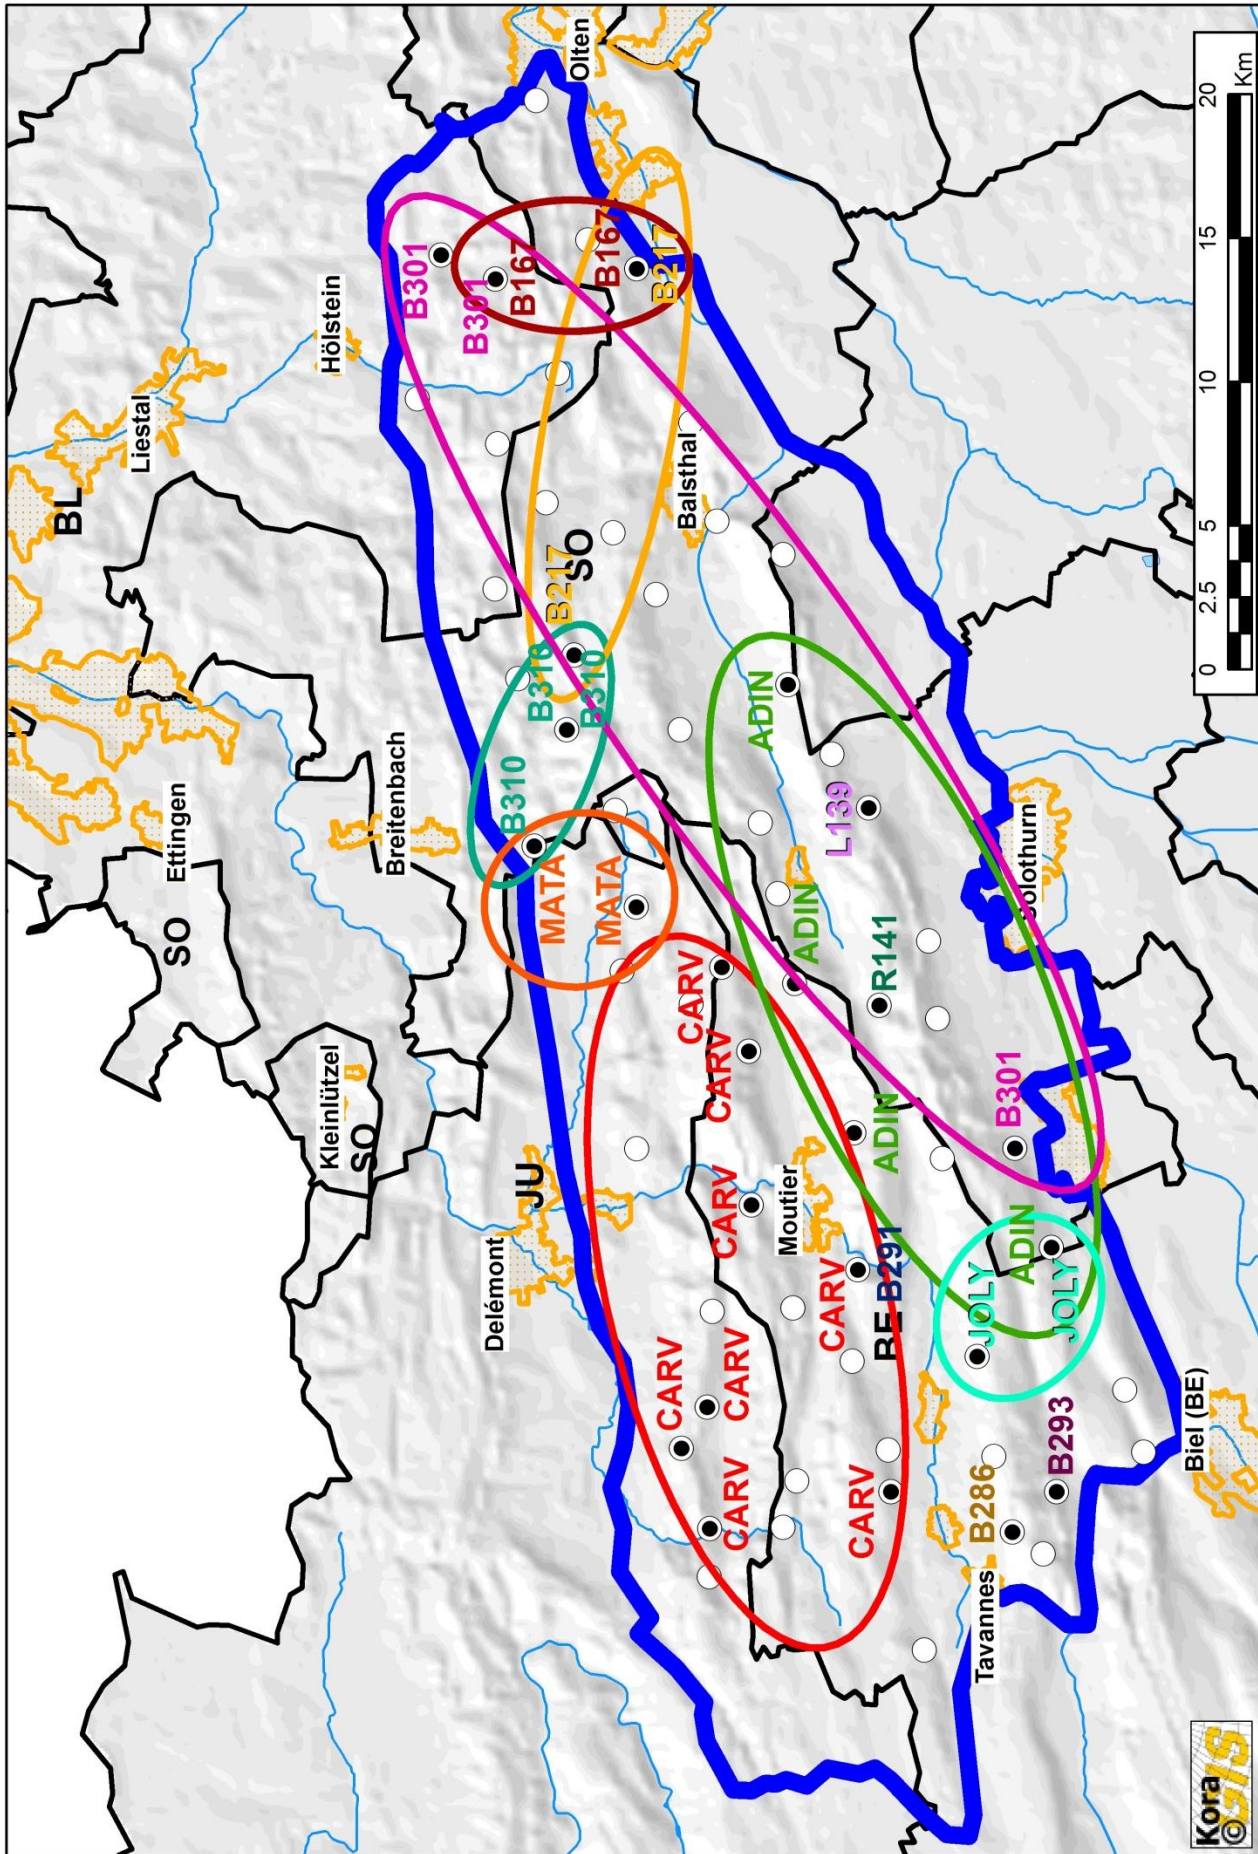 BL
Liestal
SO
Ettingen
Kleinlützel
Hölstein
SO
Breitenbach
B301
B301
Delémont
B310
B167
JU
B310
MATA
B217
SO
Olten
B310
B167
MATA
B217
CARV
Balsthal
CARV
CARV
CARV
CARV
CARV
ADIN
Moutier
ADIN
CARV
L139
CARV
ADIN
R141
BE B291
JOLY
Tavannes
B286
B301
ADIN
Solothurn
B293
JOLY
Biel (BE)
0 2.5 5 10 15 20
Km
Kora
© GIS